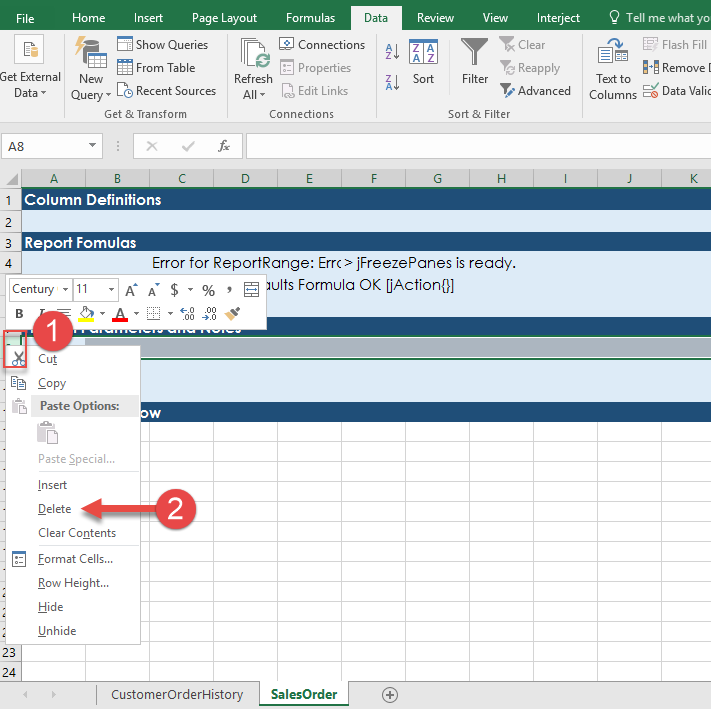 File Home Insert Page Layout Formulas Data Review View Interject Tell me what yo
Get External Data
New Query
Show Queries
From Table
Recent Sources
Get & Transform
Refresh All
Connections
Properties
Edit Links
Connections
A Z
Z A
Z A A Z
Sort
Filter
Clear
Reapply
Advanced
Sort & Filter
Text to Columns
Flash Fill
Remove D
Data Valid
A8 fx
A B C D E F G H I J K
1 Column Definitions
2
3 Report Fomulas
4 Error for ReportRange: Erro > jFreezePanes is ready.
Century 11 A A $ % ,
aults Formula OK [jAction{}]
B I A .00 .00
1 Parameters and Notes
Cut
Copy
Paste Options:
ow
Paste Special...
Insert
Delete 2
Clear Contents
Format Cells...
Row Height...
Hide
Unhide
23
24
CustomerOrderHistory SalesOrder